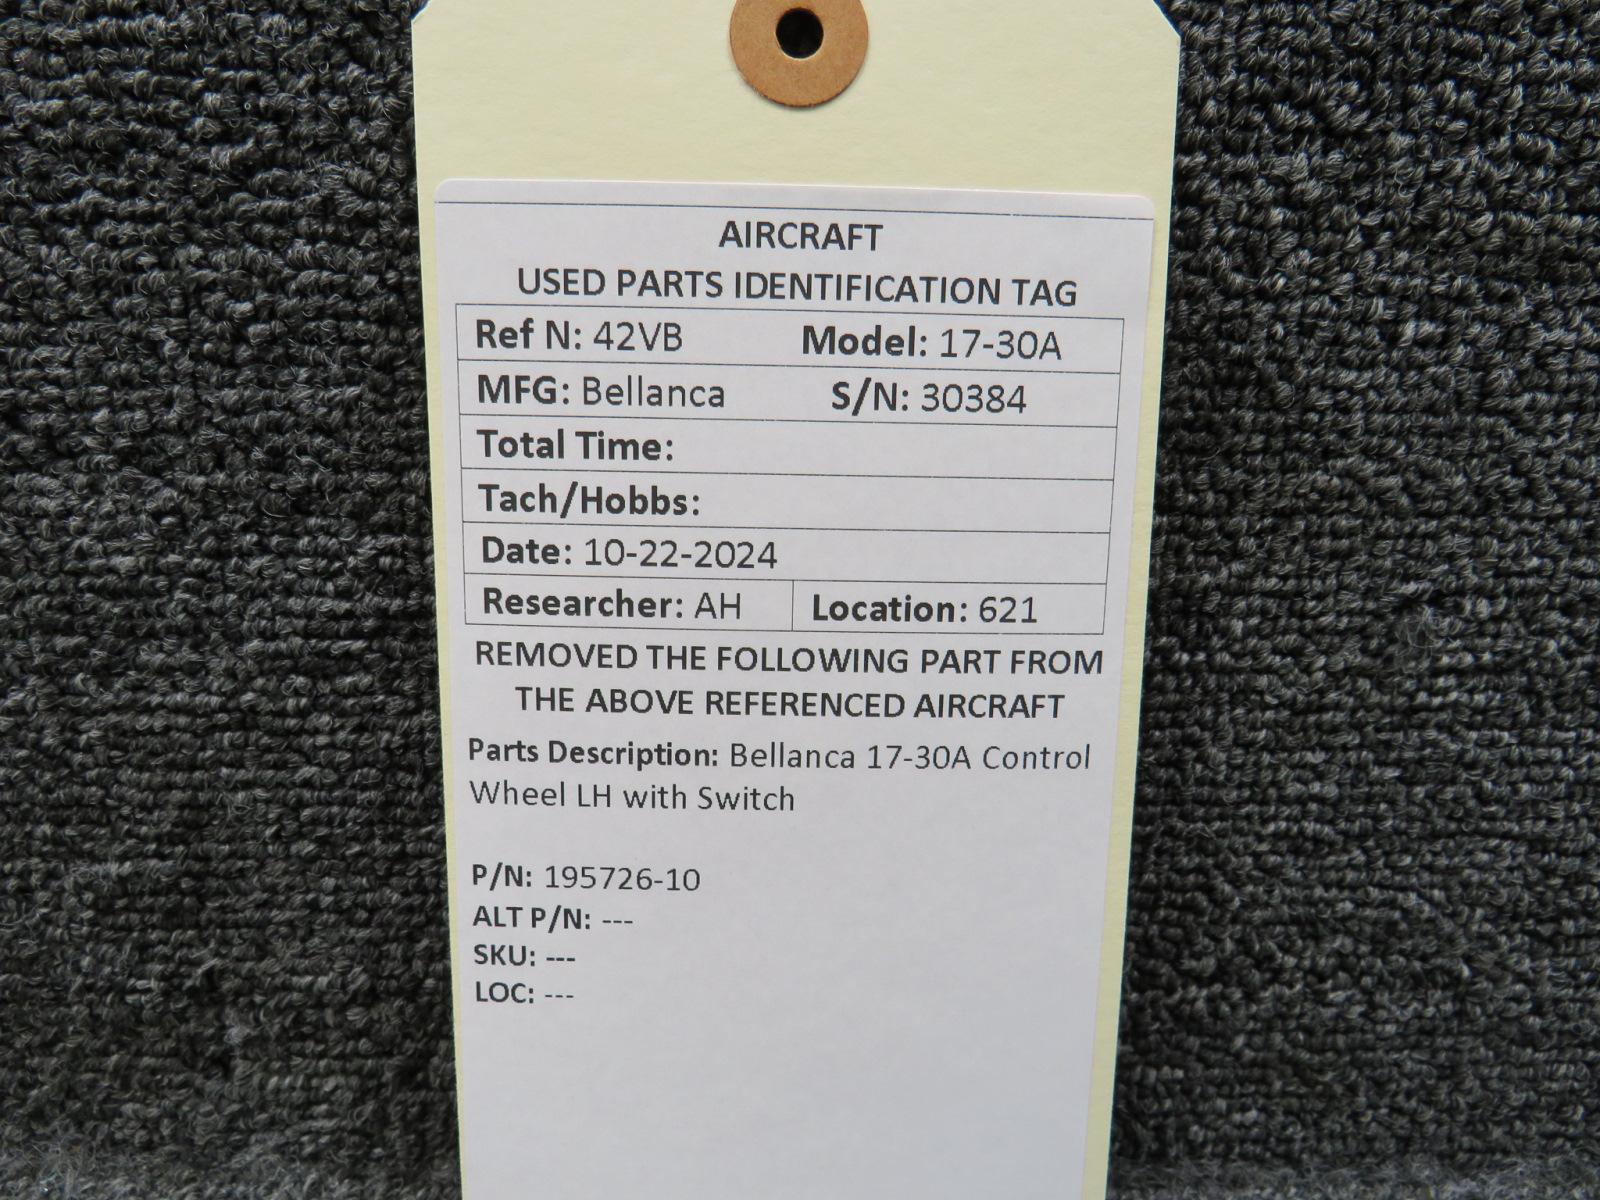 AIRCRAFT
USED PARTS IDENTIFICATION TAG
Ref N: 42VB Model: 17-30A
MFG: Bellanca S/N: 30384
Total Time:
Tach/Hobbs:
Date: 10-22-2024
Researcher: AH Location: 621
REMOVED THE FOLLOWING PART FROM
THE ABOVE REFERENCED AIRCRAFT
Parts Description: Bellanca 17-30A Control
Wheel LH with Switch
P/N: 195726-10
ALT P/N: ---
SKU: ---
LOC: ---